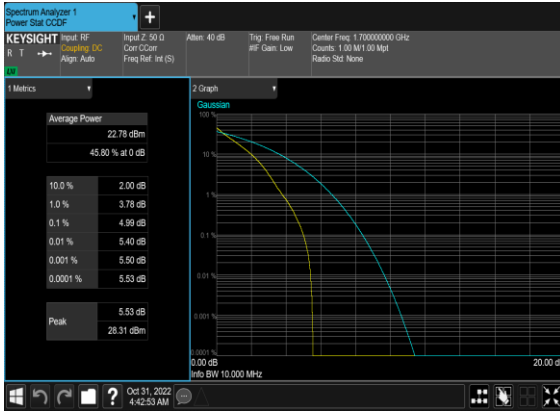 Spectrum Analyzer 1
Power Stat CCDF
KEYSIGHT
R T
Input: RF
Coupling: DC
Align: Auto
Input Z: 50 Ω
Corr CCorr
Freq Ref: Int (S)
Atten: 40 dB
Trig: Free Run
#IF Gain: Low
Center Freq: 1.700000000 GHz
Counts: 1.00 M/1.00 Mpt
Radio Std: None
1 Metrics
Average Power
22.78 dBm
45.80 % at 0 dB
10.0 % 2.00 dB
1.0 % 3.78 dB
0.1 % 4.99 dB
0.01 % 5.40 dB
0.001 % 5.50 dB
0.0001 % 5.53 dB
Peak
5.53 dB
28.31 dBm
2 Graph
Gaussian
100 %
10 %
1 %
0.1 %
0.01 %
0.001 %
0.0001 %
0.00 dB
20.00 d
Info BW 10.000 MHz
?
Oct 31, 2022
4:42:53 AM